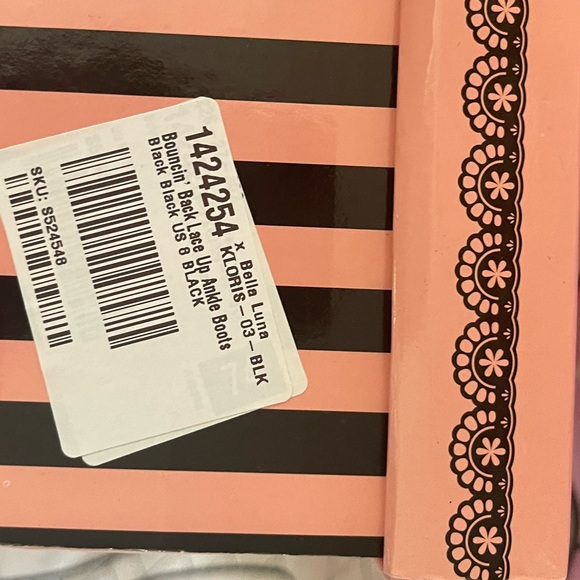 x Bella Luna
1424254 KLORIS-03-BLK
Bouncin' Back Lace Up Ankle Boots
Black Black US 8 BLACK
SKU: S524548